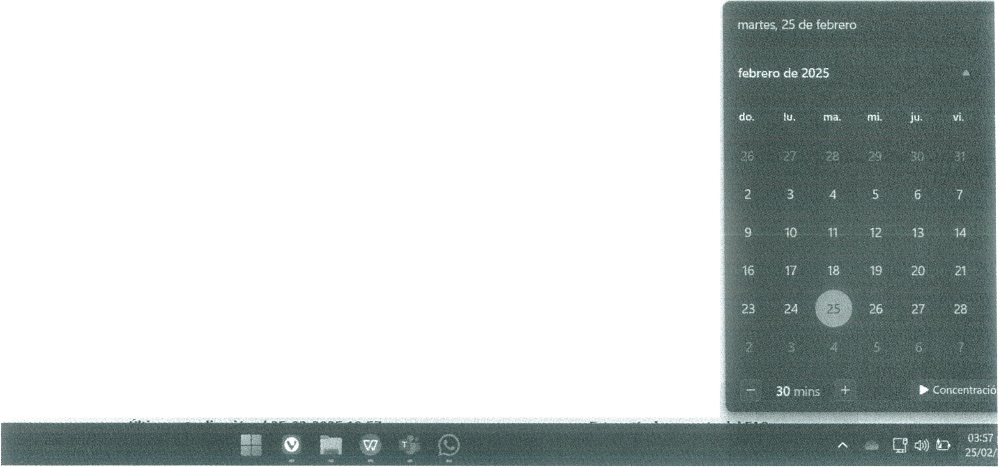 martes, 25 de febrero
febrero de 2025
do. lu. ma. mi. ju. vi.
26 27 28 29 30 31
2 3 4 5 6 7
9 10 11 12 13 14
16 17 18 19 20 21
23 24 25 26 27 28
2 3 4 5 6 7
30 mins Concentració
03:57
25/02/